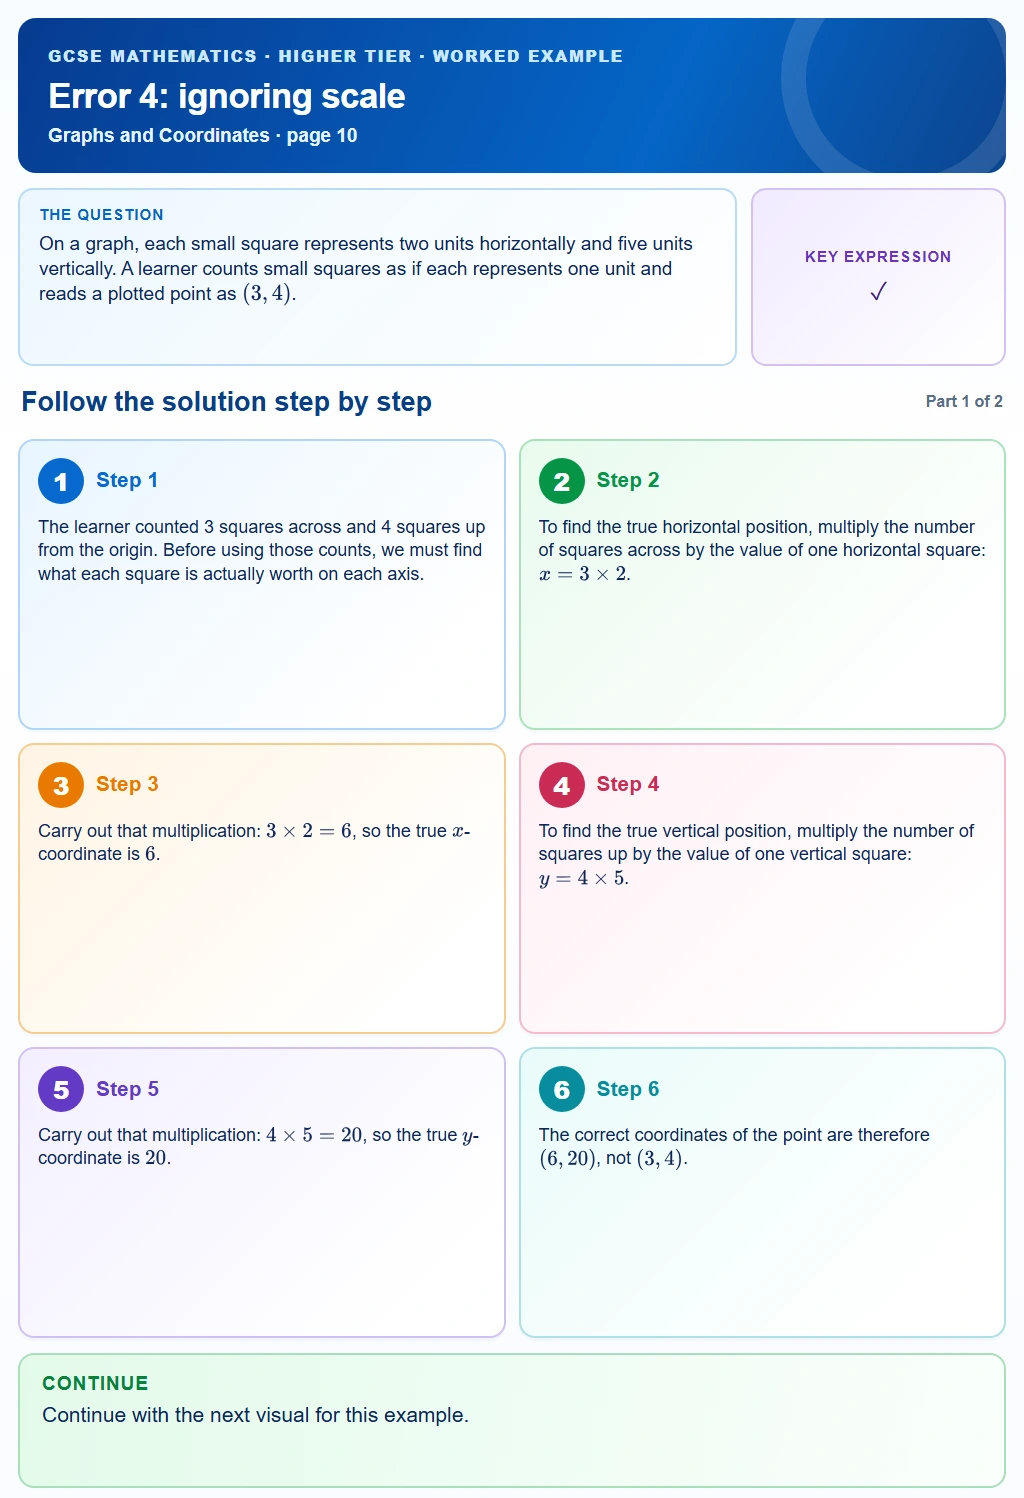 GCSE MATHEMATICS · HIGHER TIER · WORKED EXAMPLE
Error 4: ignoring scale
Graphs and Coordinates · page 10
THE QUESTION
On a graph, each small square represents two units horizontally and five units
vertically. A learner counts small squares as if each represents one unit and
reads a plotted point as (3, 4).
KEY EXPRESSION
✓
Follow the solution step by step
Part 1 of 2
1 Step 1
The learner counted 3 squares across and 4 squares up
from the origin. Before using those counts, we must find
what each square is actually worth on each axis.
2 Step 2
To find the true horizontal position, multiply the number
of squares across by the value of one horizontal square:
x = 3 × 2.
3 Step 3
Carry out that multiplication: 3 × 2 = 6, so the true x-
coordinate is 6.
4 Step 4
To find the true vertical position, multiply the number of
squares up by the value of one vertical square:
y = 4 × 5.
5 Step 5
Carry out that multiplication: 4 × 5 = 20, so the true y-
coordinate is 20.
6 Step 6
The correct coordinates of the point are therefore
(6, 20), not (3, 4).
CONTINUE
Continue with the next visual for this example.